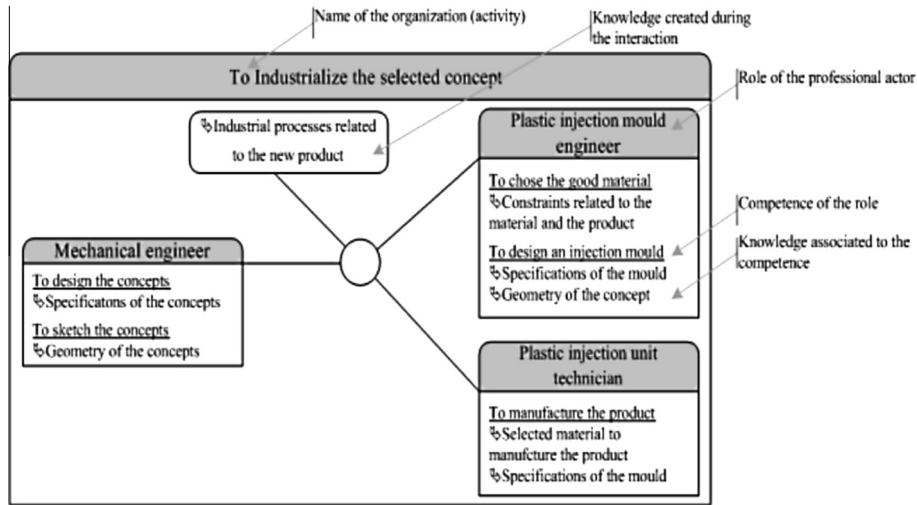 Name of the organization (activity)
Knowledge created during
the interaction
To Industrialize the selected concept
Role of the professional actor
Industrial processes related
to the new product
Plastic injection mould
engineer
To chose the good material
Constraints related to the
material and the product
To design an injection mould
Specifications of the mould
Geometry of the concept
Competence of the role
Knowledge associated to the
competence
Mechanical engineer
To design the concepts
Specificatons of the concepts
To sketch the concepts
Geometry of the concepts
Plastic injection unit
technician
To manufacture the product
Selected material to
manufcture the product
Specifications of the mould